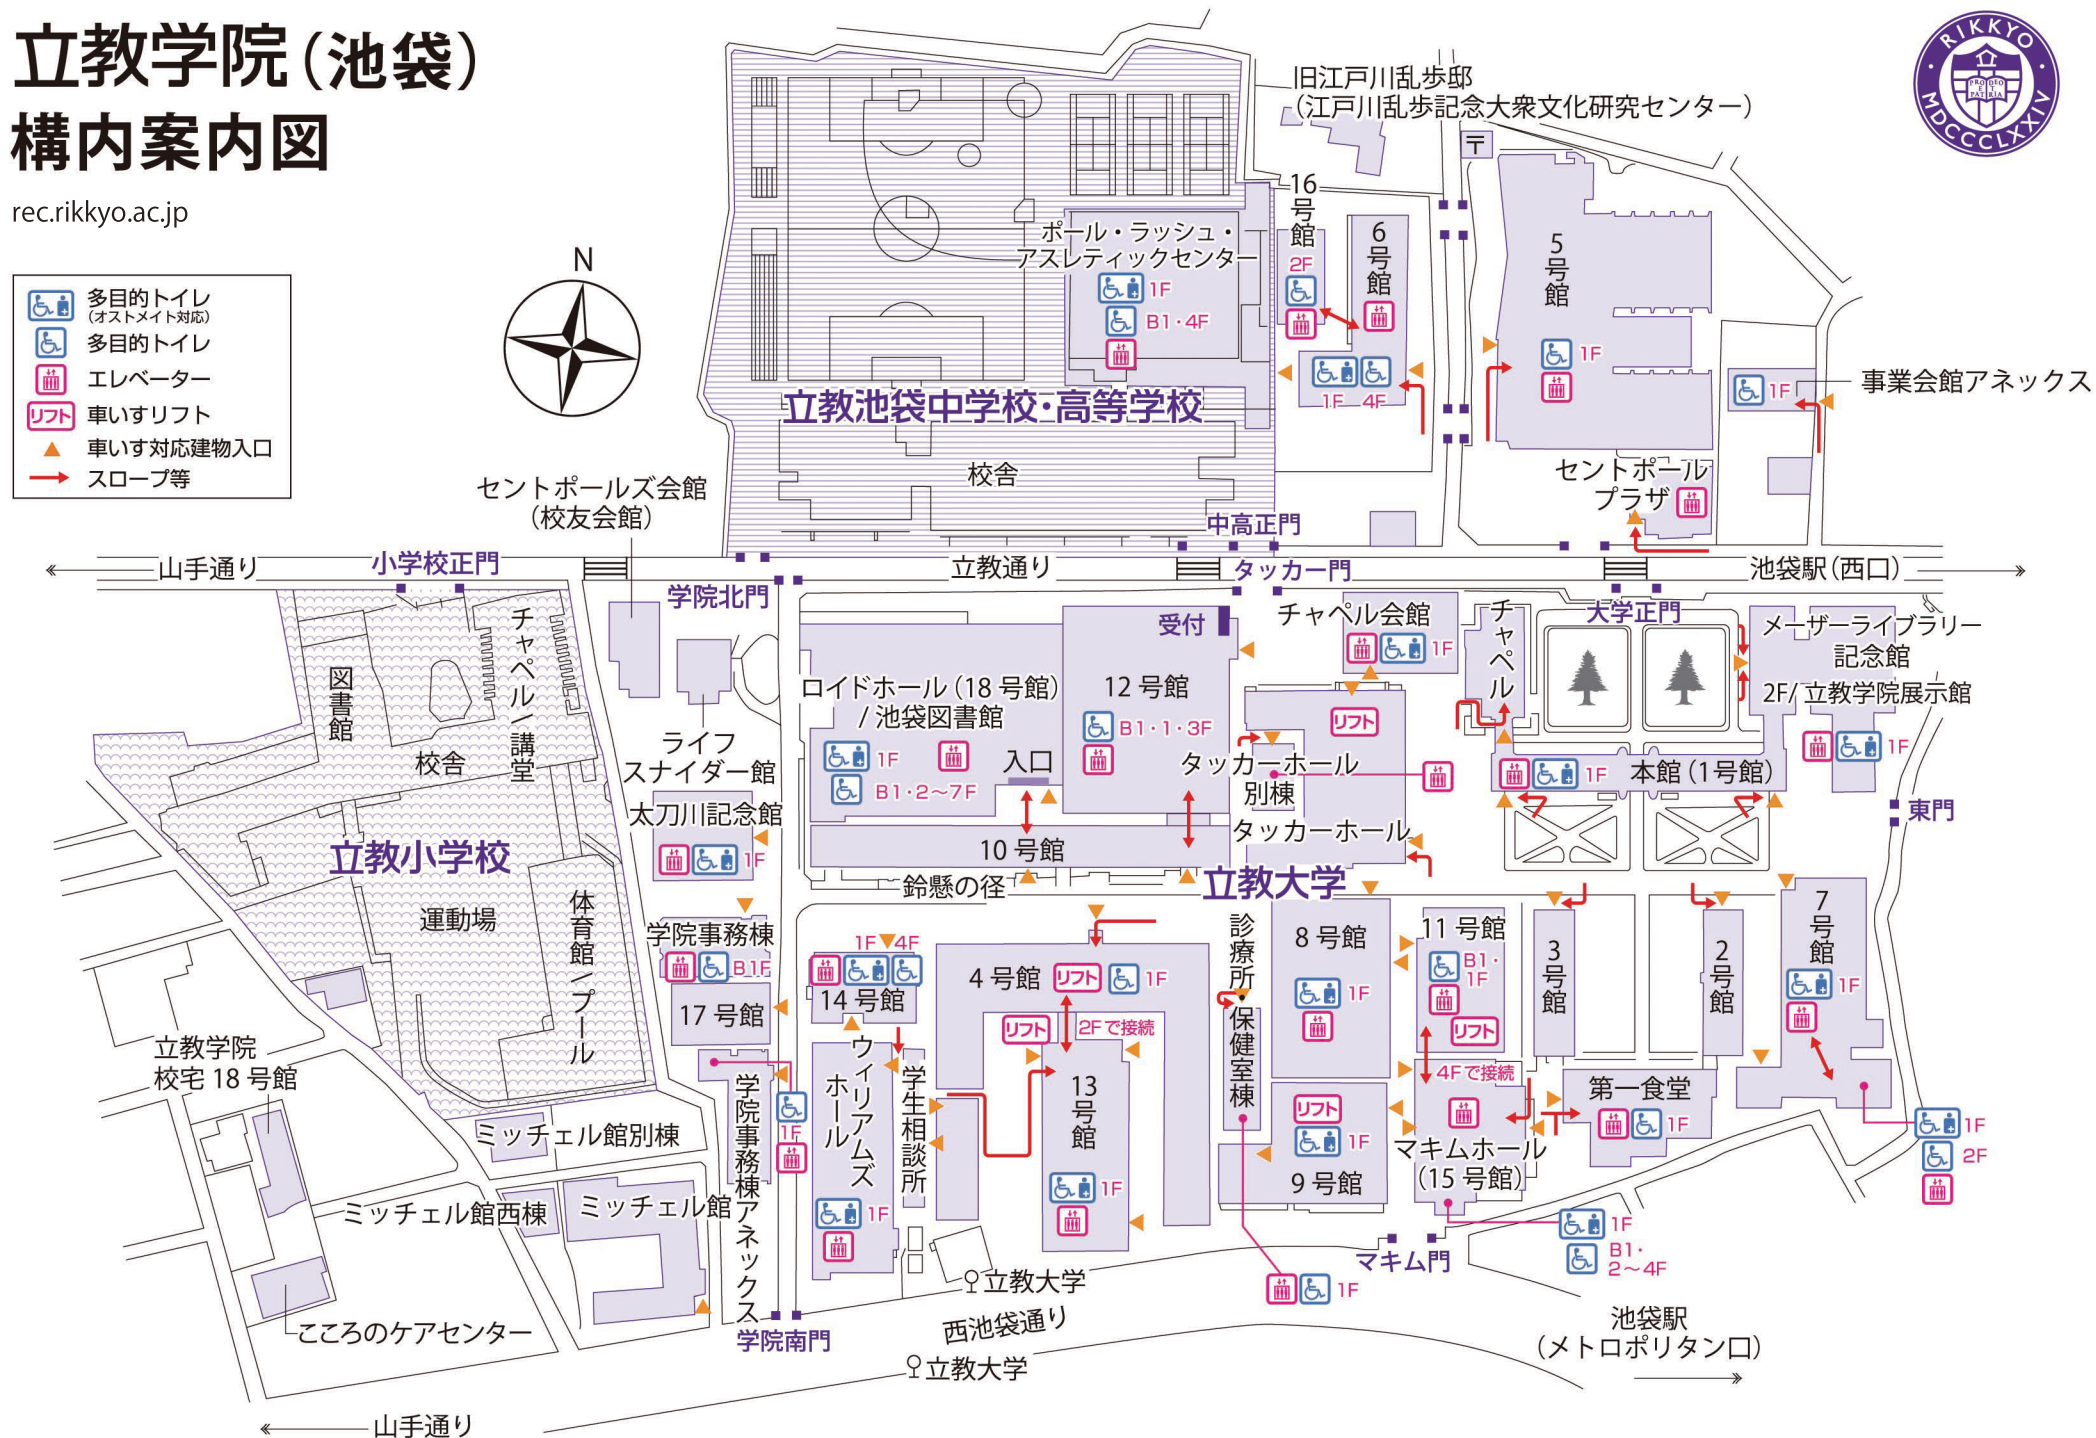 立教学院（池袋）
構内案内図
rec.rikkyo.ac.jp
RIKKYO
MDCCCLXXIV
PRO DEO
ET
PATRIA
多目的トイレ
（オストメイト対応）
多目的トイレ
エレベーター
リフト 車いすリフト
車いす対応建物入口
スロープ等
N
旧江戸川乱歩邸
（江戸川乱歩記念大衆文化研究センター）
〒
ポール・ラッシュ・
アスレティックセンター
1F
B1・4F
16号館
2F
6号館
1F 4F
5号館
1F
1F
事業会館アネックス
セントポール
プラザ
立教池袋中学校・高等学校
校舎
セントポールズ会館
（校友会館）
中高正門
山手通り
小学校正門
立教通り
タッカー門
池袋駅（西口）
学院北門
大学正門
チャペル/講堂
図書館
校舎
立教小学校
運動場
体育館/プール
ライフ
スナイダー館
太刀川記念館
1F
学院事務棟
B1F
17号館
学院事務棟アネックス
1F
受付
ロイドホール（18号館）
/池袋図書館
1F
B1・2～7F
入口
12号館
B1・1・3F
10号館
鈴懸の径
チャペル会館
1F
リフト
タッカーホール
別棟
タッカーホール
立教大学
チャペル
メーザーライブラリー
記念館
2F/立教学院展示館
1F
1F 本館（1号館）
東門
1F 4F
14号館
4号館 リフト 1F
リフト 2Fで接続
13号館
1F
ウィリアムズ
ホール
1F
学生相談所
診療所
保健室棟
1F
8号館
1F
リフト
1F
9号館
11号館
B1・
1F
リフト
4Fで接続
マキムホール
（15号館）
1F
B1・
2～4F
3号館
2号館
7号館
1F
1F
2F
第一食堂
1F
マキム門
立教学院
校宅18号館
ミッチェル館別棟
ミッチェル館西棟
ミッチェル館
こころのケアセンター
学院南門
立教大学
西池袋通り
立教大学
池袋駅
（メトロポリタン口）
山手通り